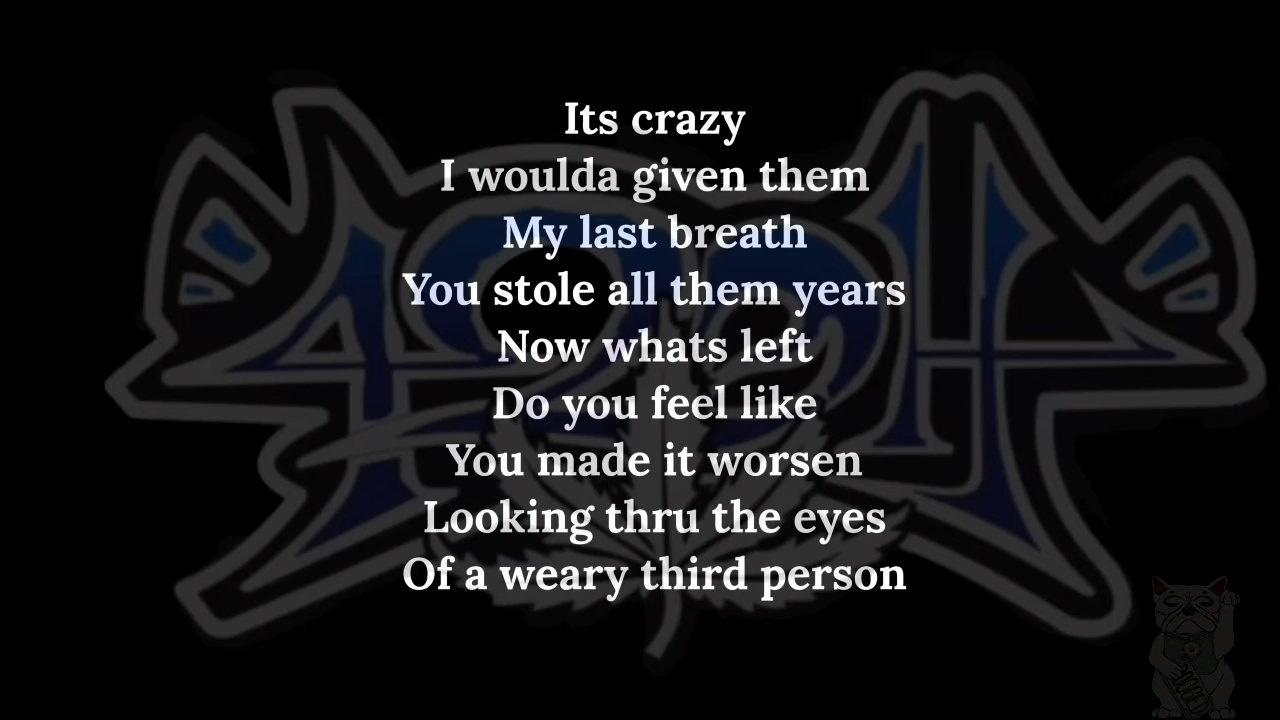 Its crazy
I woulda given them
My last breath
You stole all them years
Now whats left
Do you feel like
You made it worsen
Looking thru the eyes
Of a weary third person